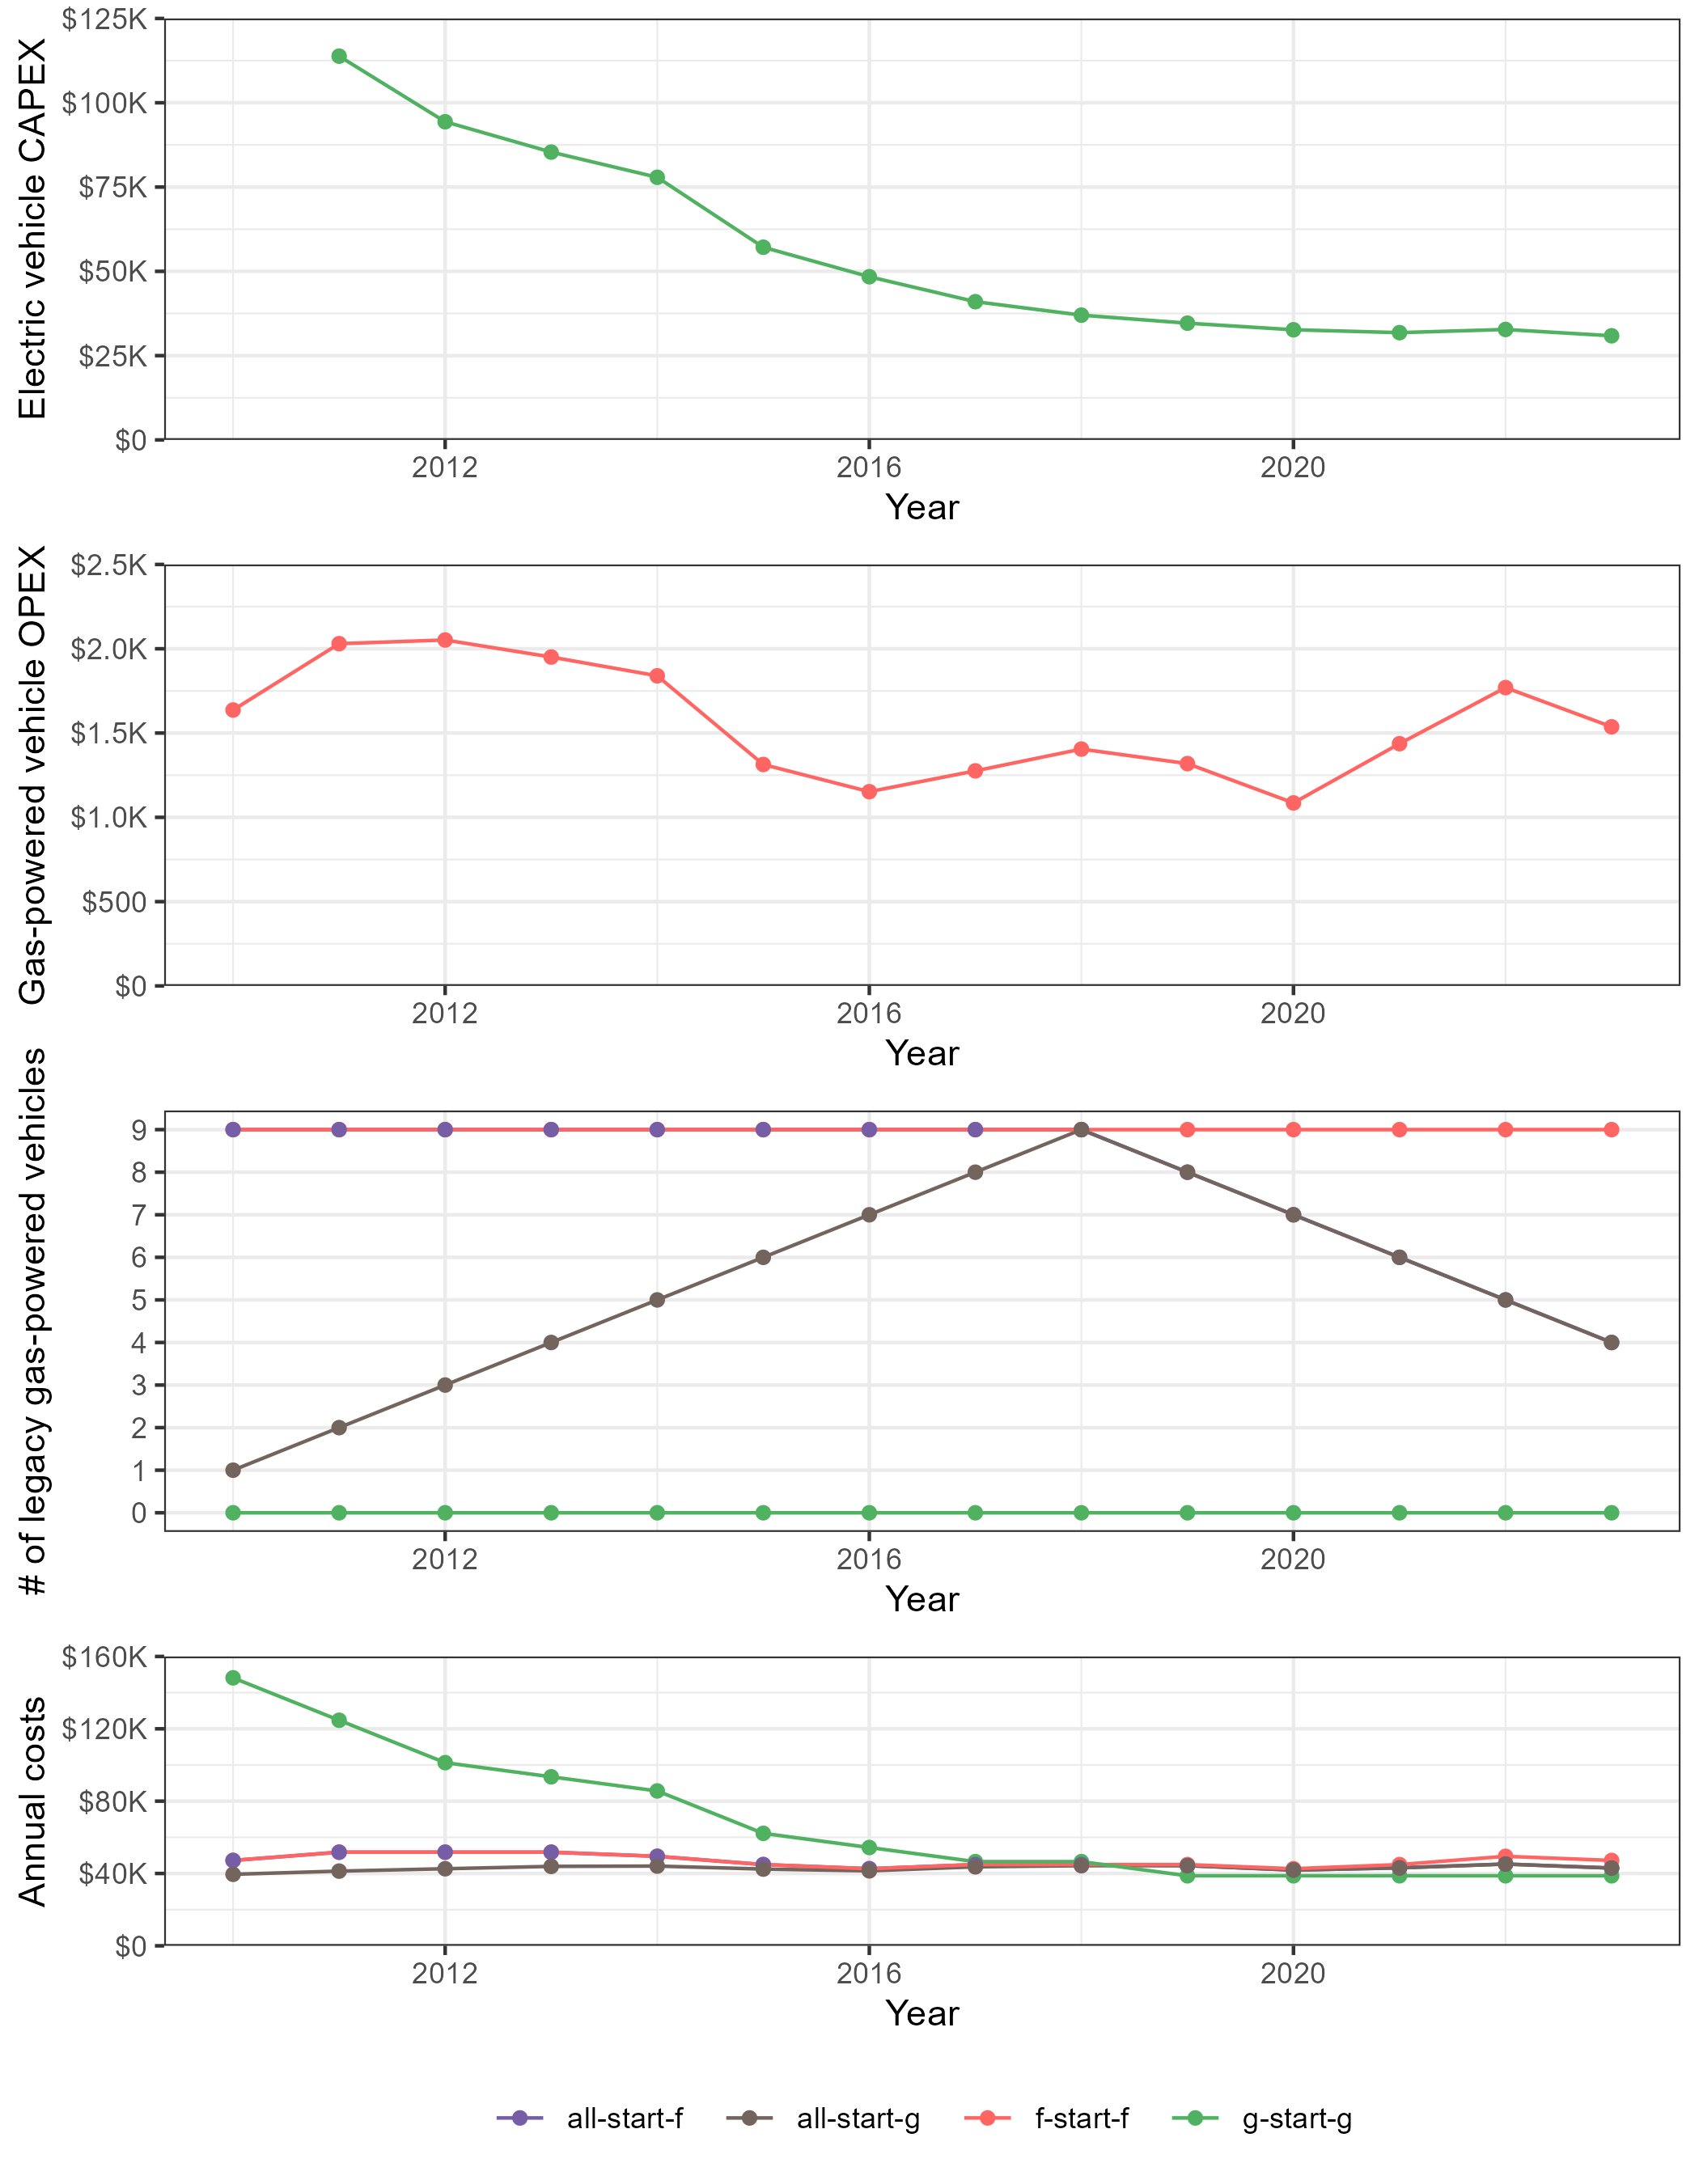 Electric vehicle CAPEX
$125K
$100K
$75K
$50K
$25K
$0
2012 2016 2020
Year
Gas-powered vehicle OPEX
$2.5K
$2.0K
$1.5K
$1.0K
$500
$0
2012 2016 2020
Year
# of legacy gas-powered vehicles
9
8
7
6
5
4
3
2
1
0
2012 2016 2020
Year
Annual costs
$160K
$120K
$80K
$40K
$0
2012 2016 2020
Year
all-start-f all-start-g f-start-f g-start-g